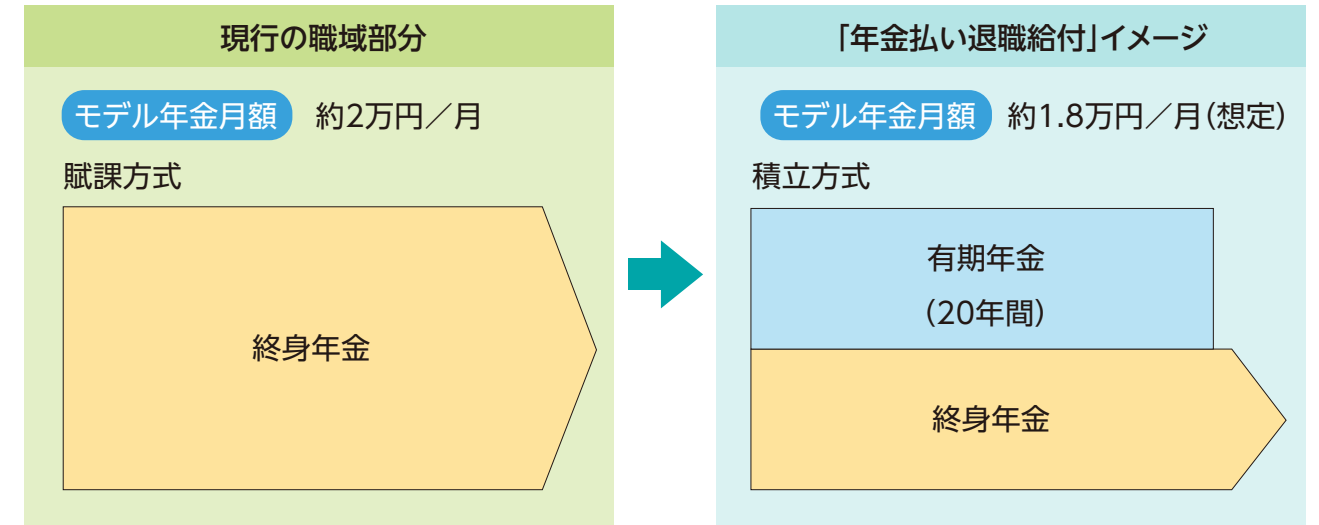 現行の職域部分
モデル年金月額 約2万円／月
賦課方式
終身年金
「年金払い退職給付」イメージ
モデル年金月額 約1.8万円／月（想定）
積立方式
有期年金
（20年間）
終身年金